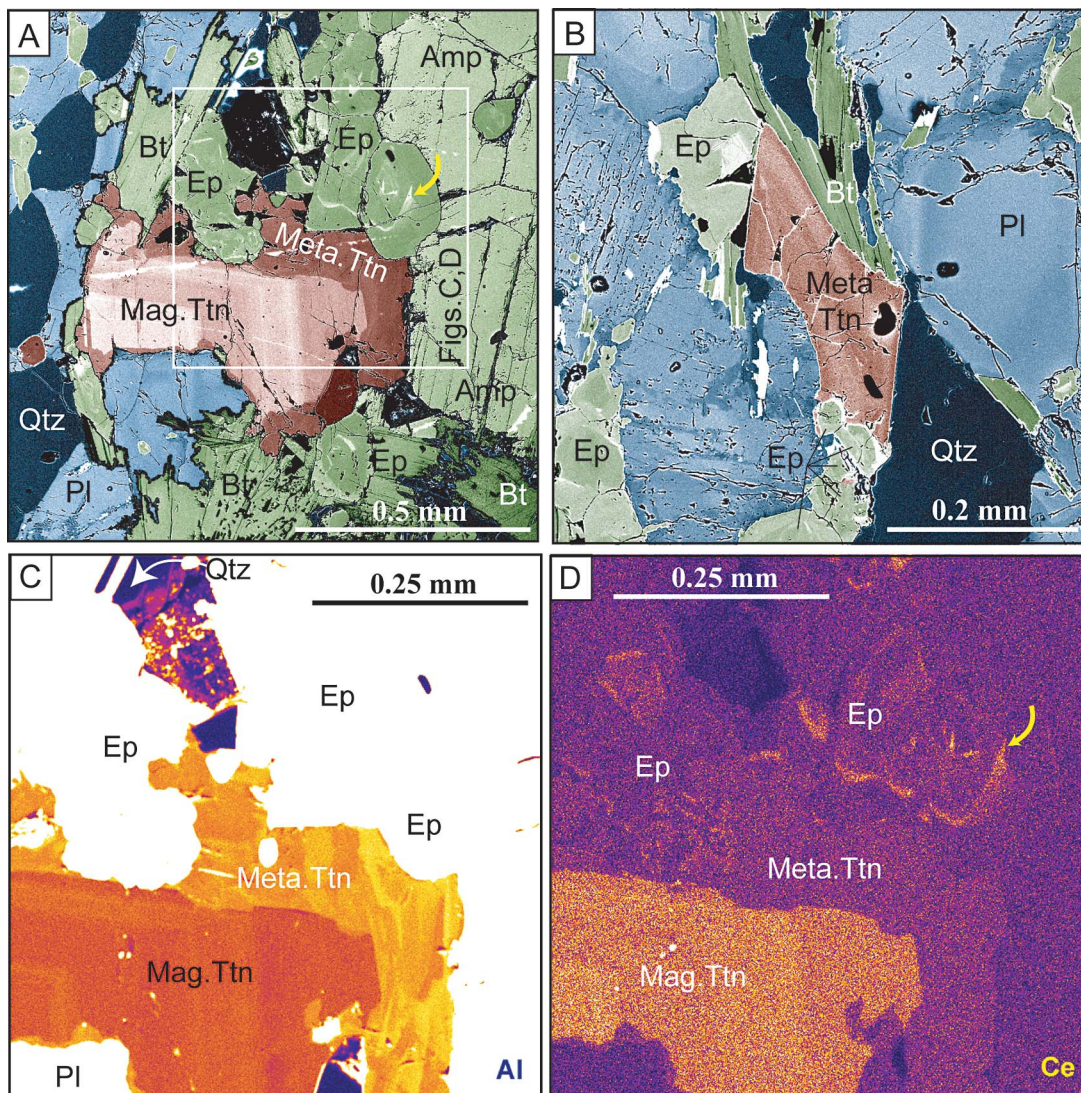 A
Amp
Bt
Ep
Ep
Meta.Ttn
Mag.Ttn
Figs.C,D
Amp
Qtz
Pl
Bt
Ep
Bt
0.5 mm
B
Ep
Bt
Pl
Meta
Ttn
Ep
Ep
Qtz
0.2 mm
C
Qtz
0.25 mm
Ep
Ep
Ep
Meta.Ttn
Mag.Ttn
Pl
Al
D
0.25 mm
Ep
Ep
Meta.Ttn
Mag.Ttn
Ce